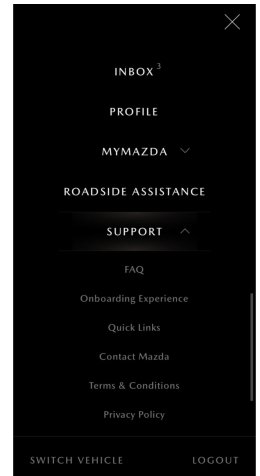 INBOX 3
PROFILE
MYMAZDA
ROADSIDE ASSISTANCE
SUPPORT
FAQ
Onboarding Experience
Quick Links
Contact Mazda
Terms & Conditions
Privacy Policy
SWITCH VEHICLE LOGOUT